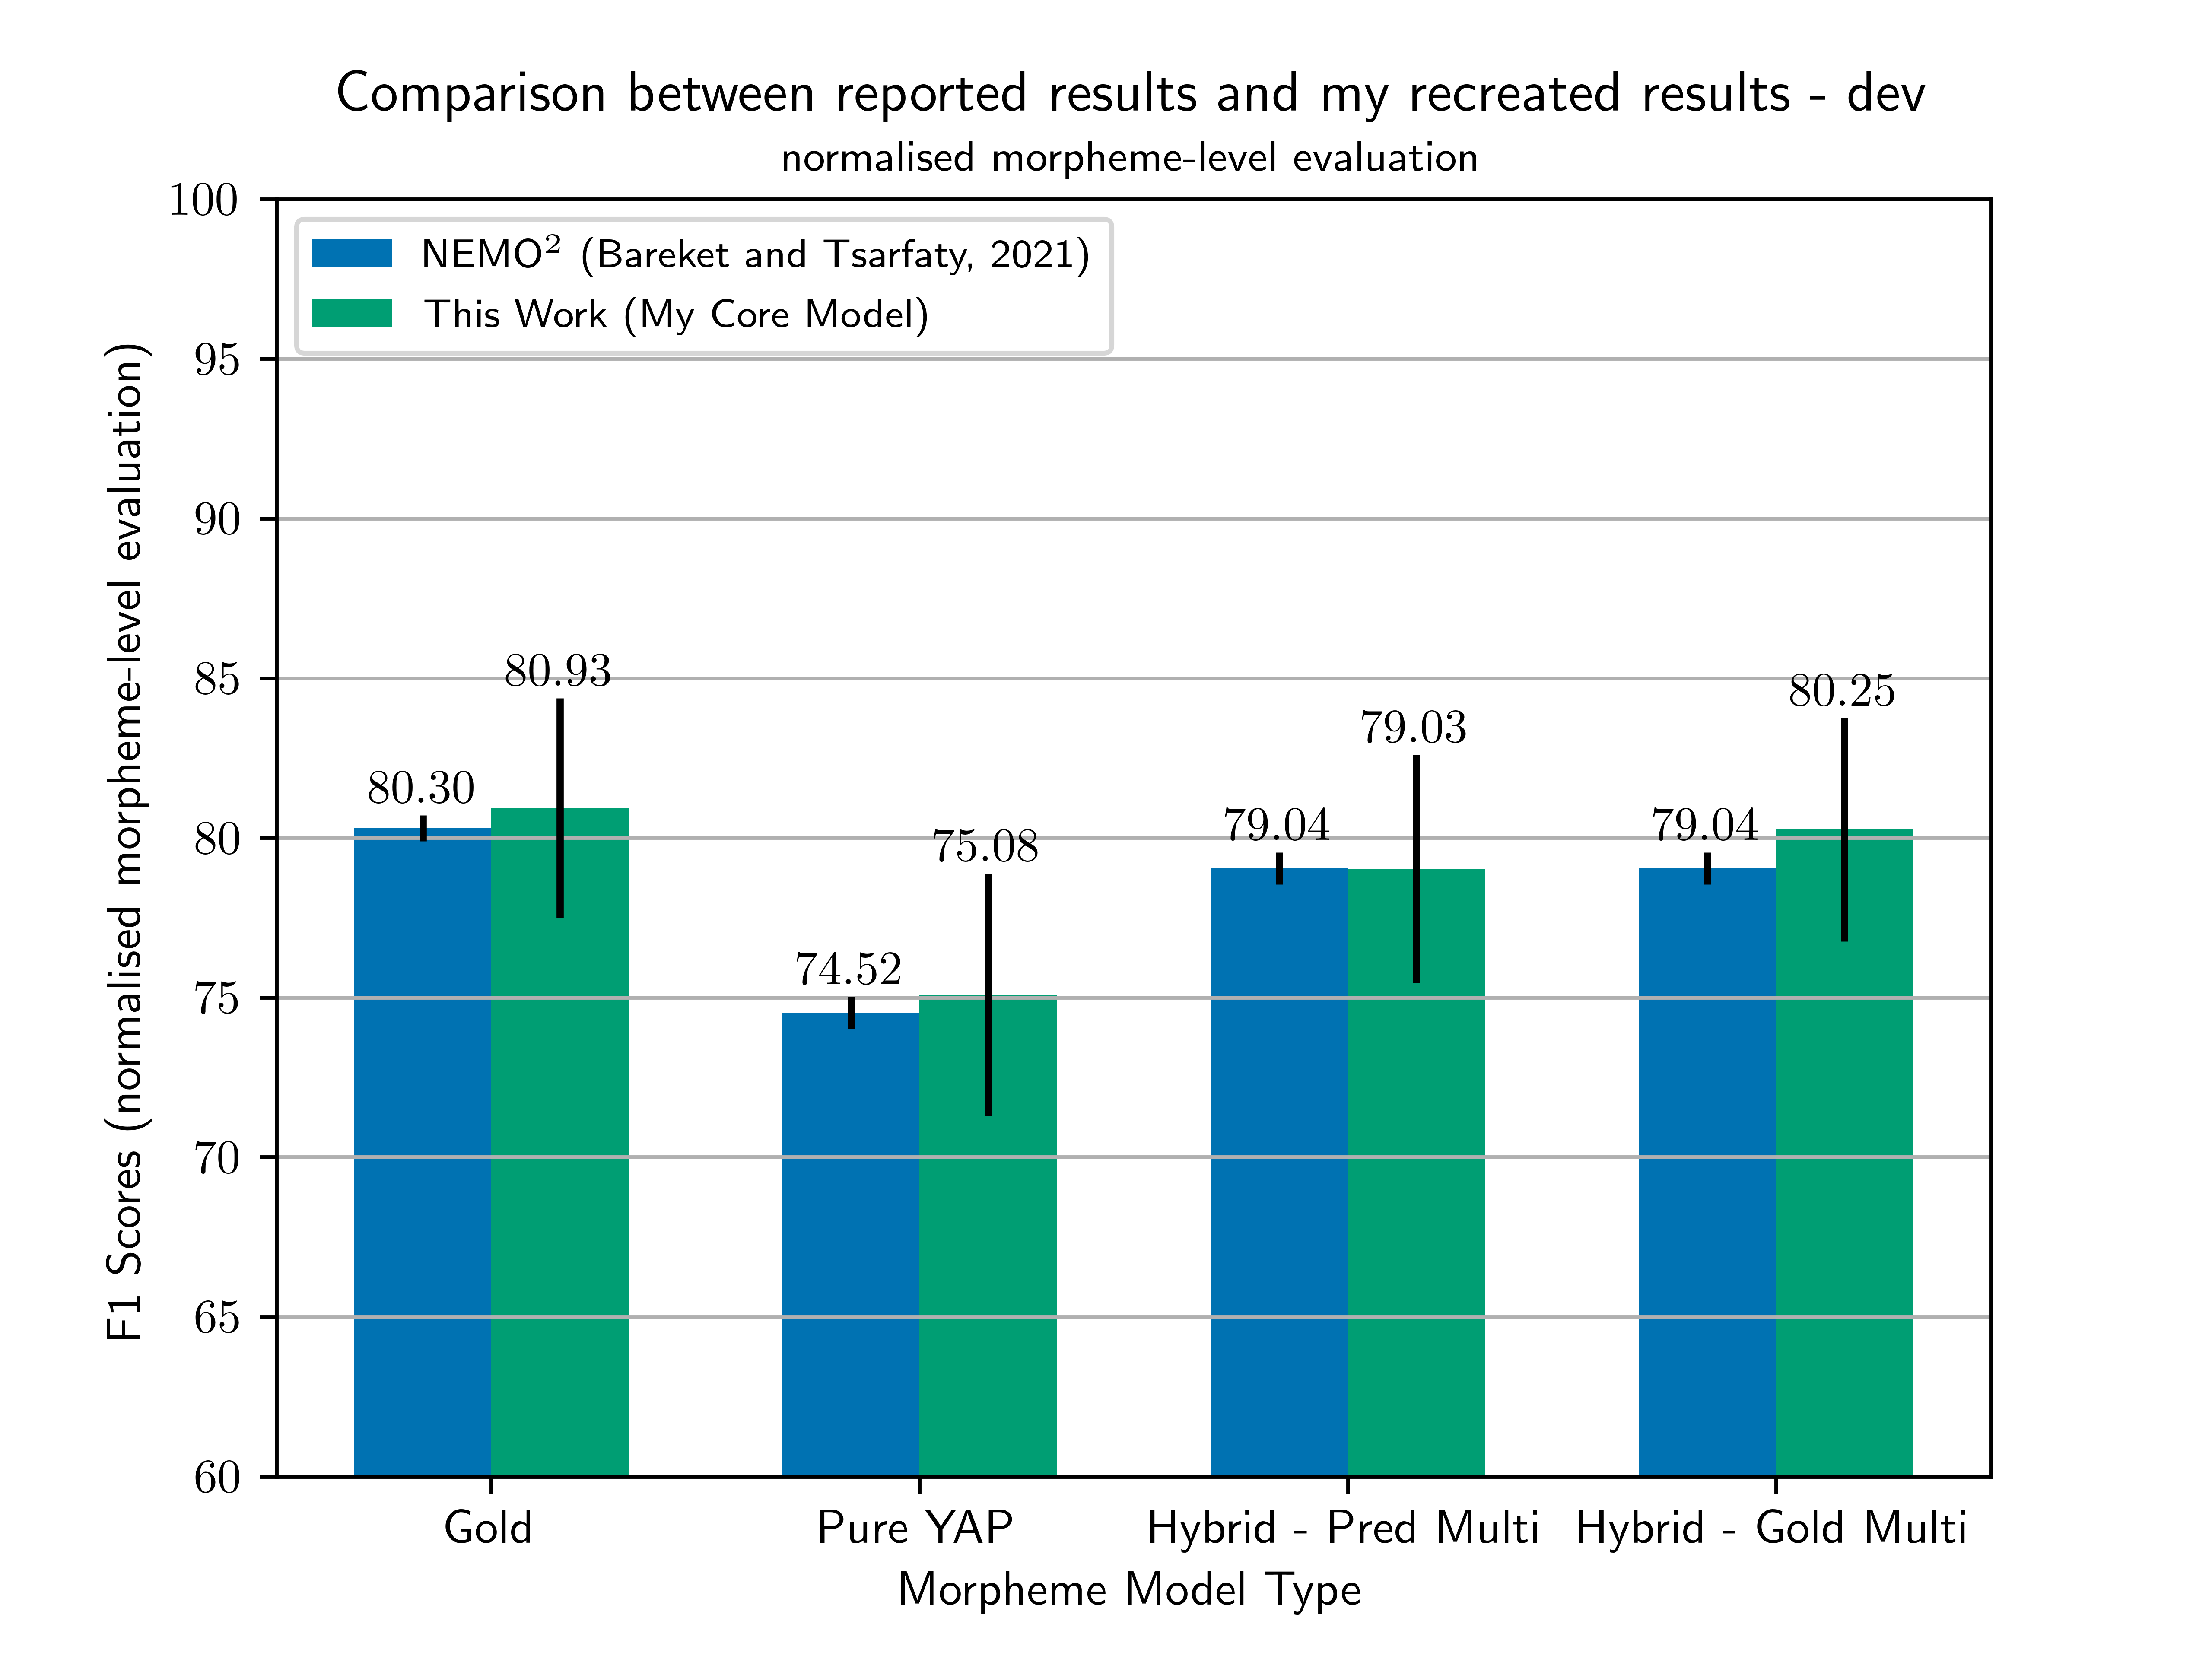 Comparison between reported results and my recreated results - dev
normalised morpheme-level evaluation
NEMO² (Bareket and Tsarfaty, 2021)
This Work (My Core Model)
F1 Scores (normalised morpheme-level evaluation)
100
95
90
85
80
75
70
65
60
80.30
80.93
74.52
75.08
79.04
79.03
79.04
80.25
Gold
Pure YAP
Hybrid - Pred Multi
Hybrid - Gold Multi
Morpheme Model Type